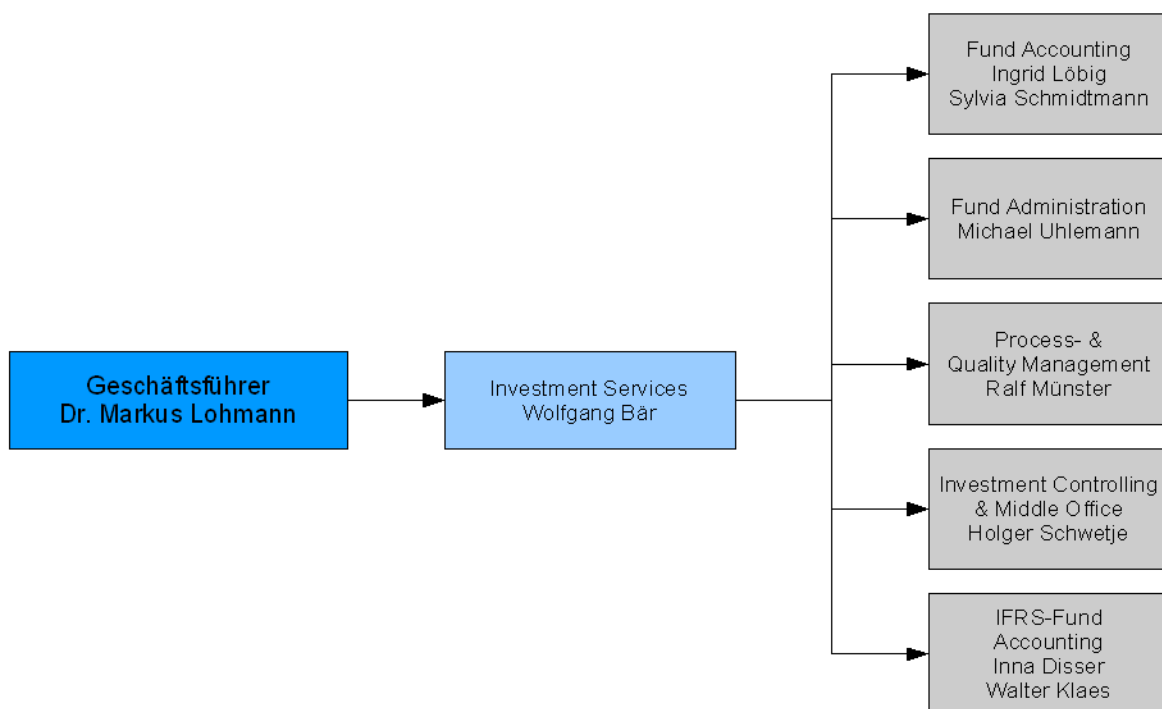 Geschäftsführer
Dr. Markus Lohmann
Investment Services
Wolfgang Bär
Fund Accounting
Ingrid Löbig
Sylvia Schmidtmann
Fund Administration
Michael Uhlemann
Process- &
Quality Management
Ralf Münster
Investment Controlling
& Middle Office
Holger Schwetje
IFRS-Fund
Accounting
Inna Disser
Walter Klaes